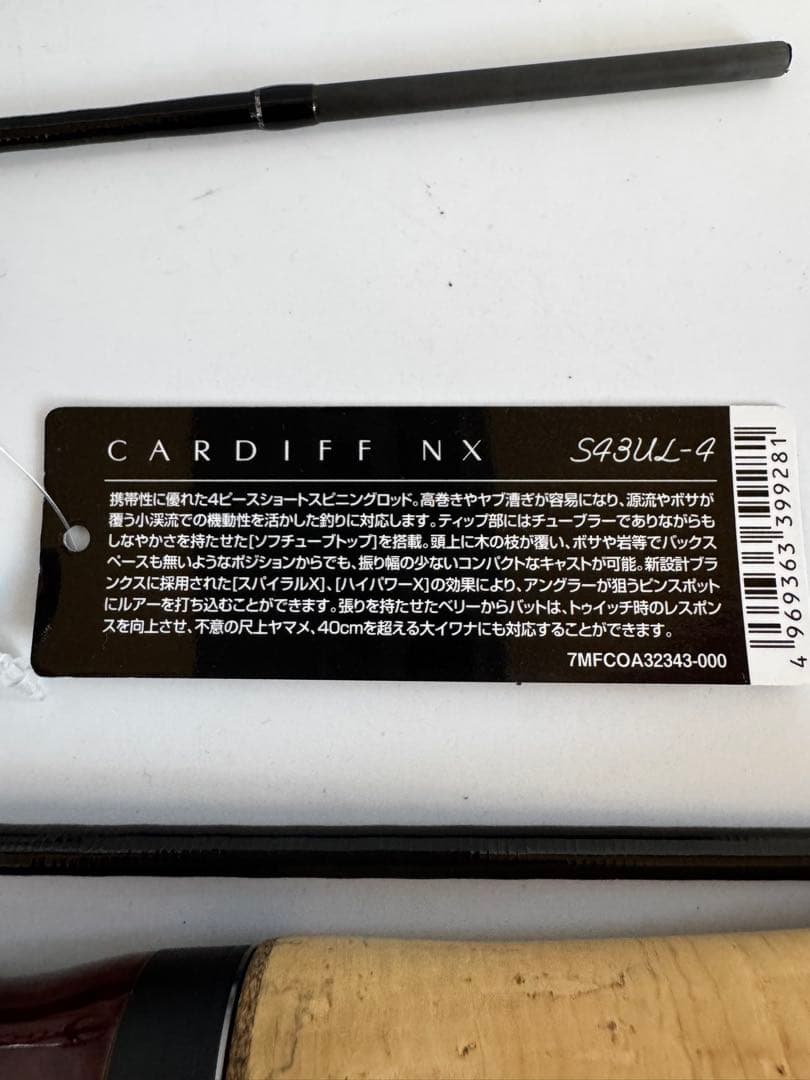 CARDIFF NX S43UL-4
携帯性に優れた4ピースショートスピニングロッド。高巻きやヤブ漕ぎが容易になり、源流やボサが
覆う小渓流での機動性を活かした釣りに対応します。ティップ部にはチューブラーでありながらも
しなやかさを持たせた[ソフチューブトップ]を搭載。頭上に木の枝が覆い、ボサや岩等でバックス
ペースも無いようなポジションからでも、振り幅の少ないコンパクトなキャストが可能。新設計ブラ
ンクスに採用された[スパイラルX]、[ハイパワーX]の効果により、アングラーが狙うピンスポット
にルアーを打ち込むことができます。張りを持たせたベリーからバットは、トゥイッチ時のレスポン
スを向上させ、不意の尺上ヤマメ、40cmを超える大イワナにも対応することができます。
7MFCOA32343-000
4 969363 399281